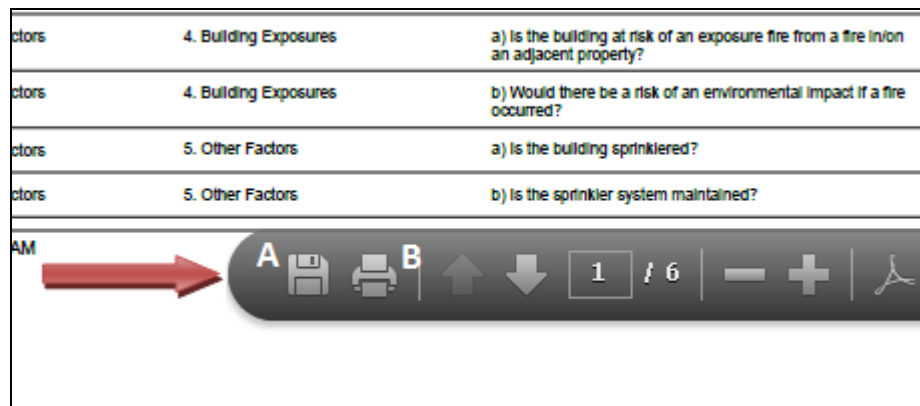 ctors 4. Building Exposures a) Is the building at risk of an exposure fire from a fire in/on
an adjacent property?
ctors 4. Building Exposures b) Would there be a risk of an environmental impact if a fire
occurred?
ctors 5. Other Factors a) Is the building sprinklered?
ctors 5. Other Factors b) Is the sprinkler system maintained?
AM
A B 1 / 6